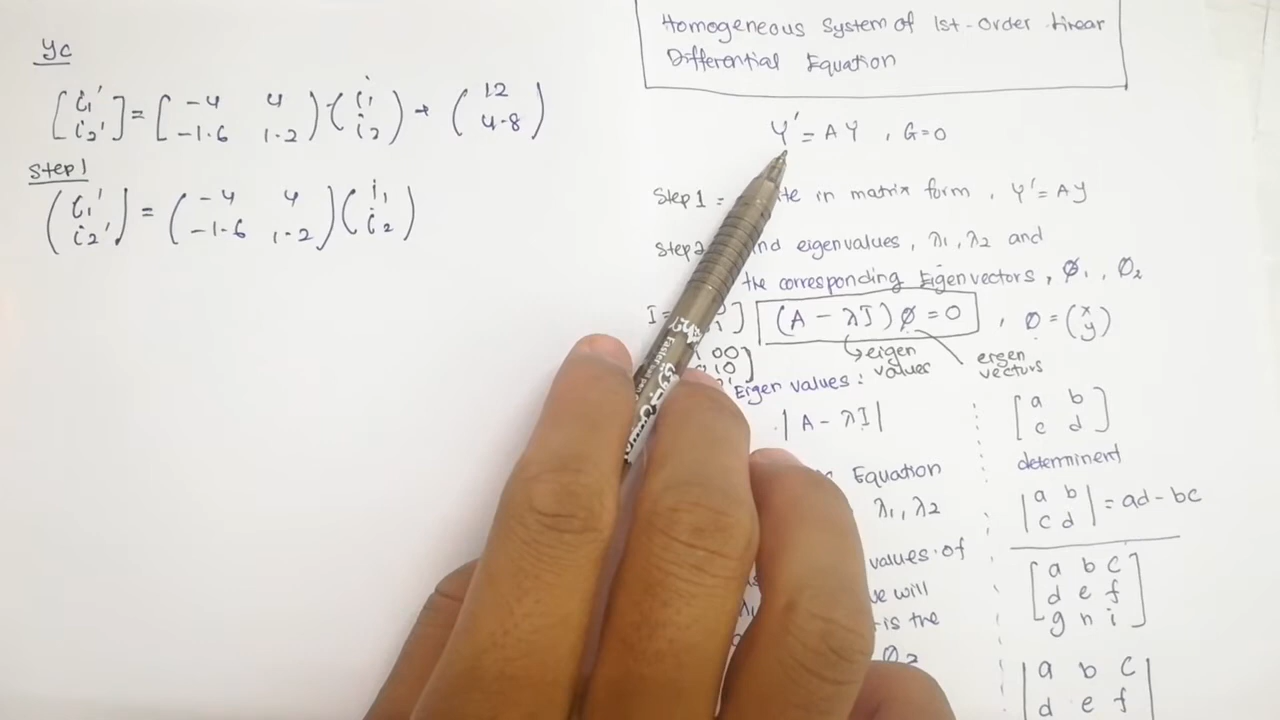 Yc
[i₁' i₂'] = [-4 4 -1.6 1.2) (i₁ i₂) + (12 4.8)
Step 1
(i₁' i₂') = (-4 4 -1.6 1.2) (i₁ i₂)
Homogeneous System of 1st-Order Linear
Differential Equation
Y' = AY , G=0
Step 1 = in matrix form , Y' = AY
Step 2 eigenvalues, λ₁, λ₂ and
the corresponding Eigenvectors, Ø₁, Ø₂
I = (A - λI) Ø = 0 , Ø = (x y)
eigen values
eigen vectors
Eigen values:
|A - λI|
Equation
λ₁, λ₂
values of
will
is the
Ø₂
[a b c d]
determinent
|a b c d| = ad - bc
[a b c
d e f
g h i]
|a b c
d e f|